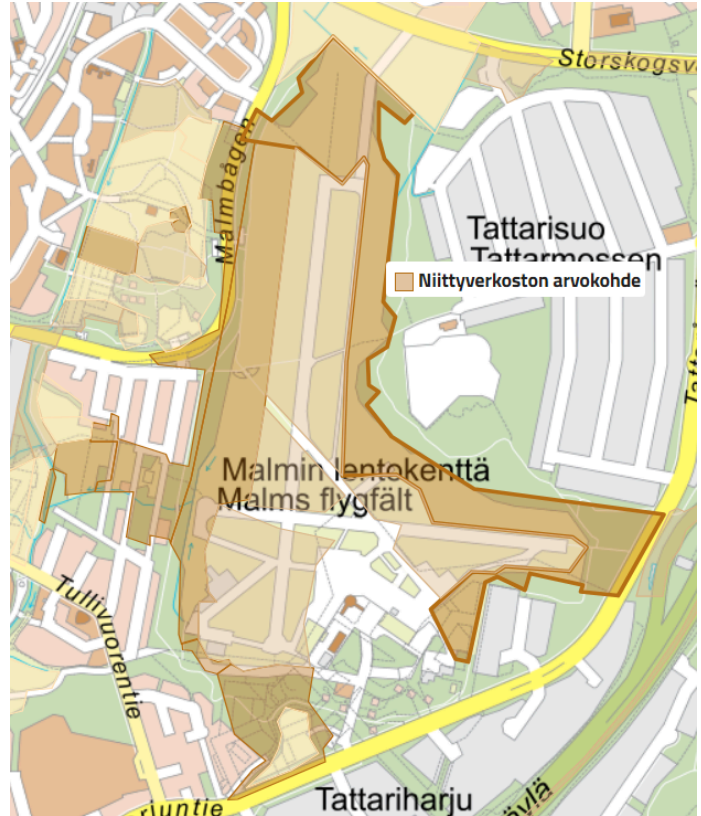 Storskogsv
Malmbågen
Tattarisuo
Tattarmossen
Niittyverkoston arvokohde
Malmin lentokenttä
Malms flygfält
Tullivuorentie
Tattariharju